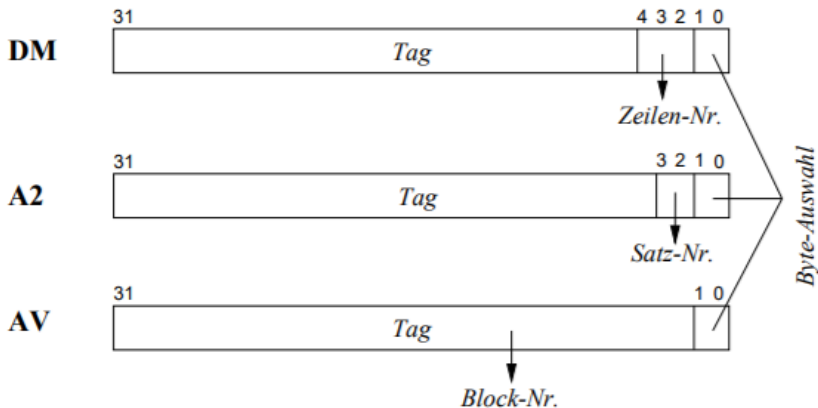 31 4 3 2 1 0
DM Tag
Zeilen-Nr.
31 3 2 1 0
A2 Tag
Satz-Nr.
31 1 0
AV Tag
Block-Nr.
Byte-Auswahl